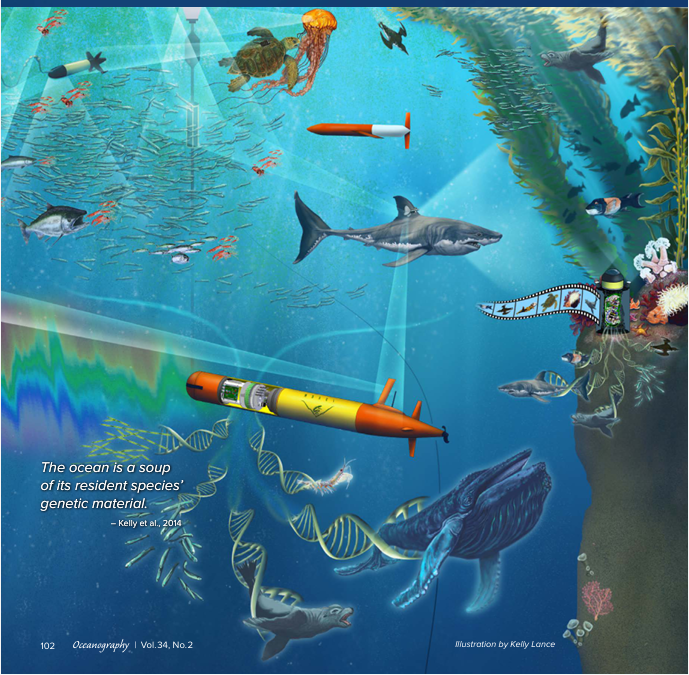 The ocean is a soup
of its resident species’
genetic material.
– Kelly et al., 2014
102 Oceanography | Vol.34, No.2
Illustration by Kelly Lance